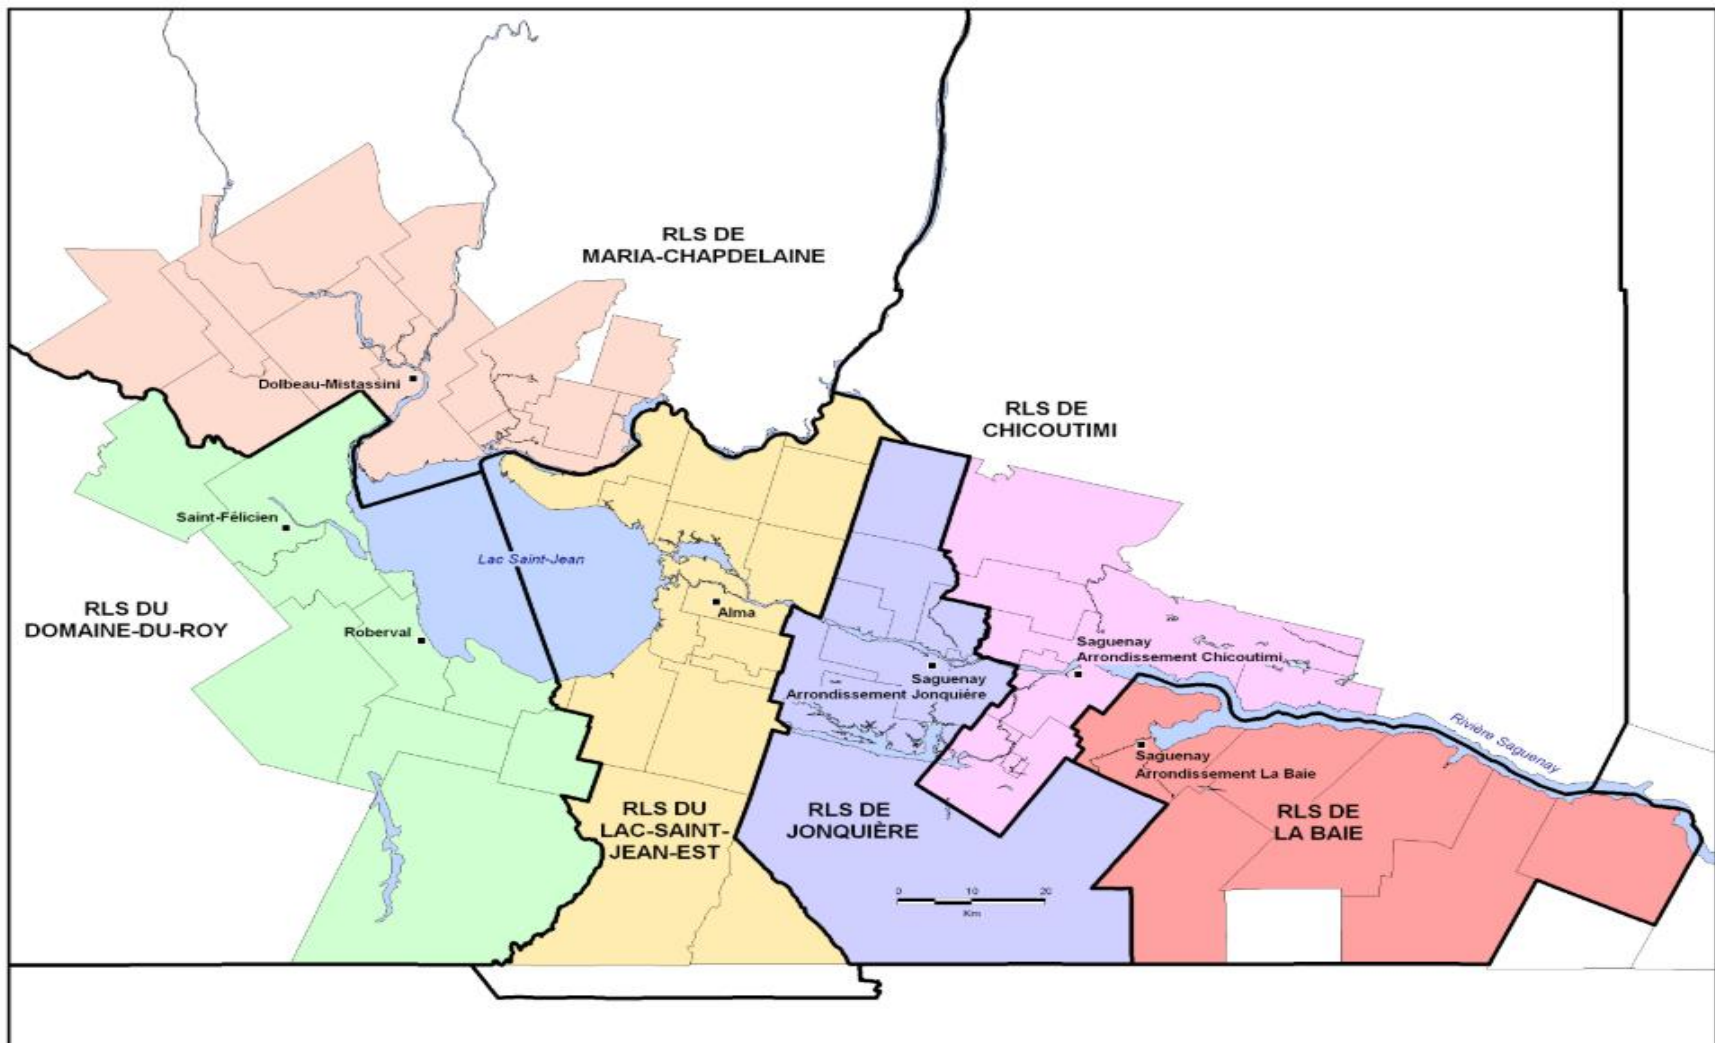 RLS DE
MARIA-CHAPDELAINE
Dolbeau-Mistassini
RLS DE
CHICOUTIMI
Saint-Félicien
Lac Saint-Jean
RLS DU
DOMAINE-DU-ROY
Roberval
Alma
Saguenay
Arrondissement Chicoutimi
Saguenay
Arrondissement Jonquière
Rivière Saguenay
Saguenay
Arrondissement La Baie
RLS DU
LAC-SAINT-
JEAN-EST
RLS DE
JONQUIÈRE
RLS DE
LA BAIE
0 10 20
Km